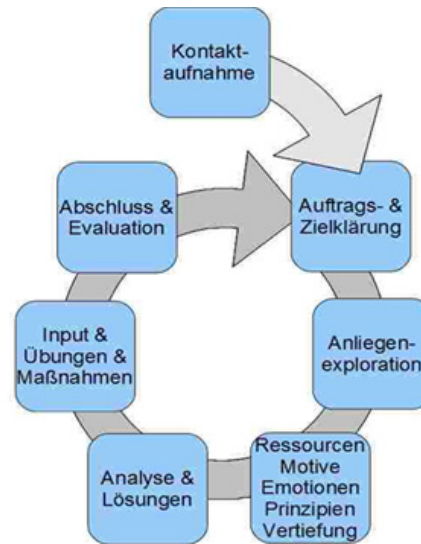 Kontakt-
aufnahme
Auftrags- &
Zielklärung
Anliegen-
exploration
Ressourcen
Motive
Emotionen
Prinzipien
Vertiefung
Analyse &
Lösungen
Input &
Übungen &
Maßnahmen
Abschluss &
Evaluation